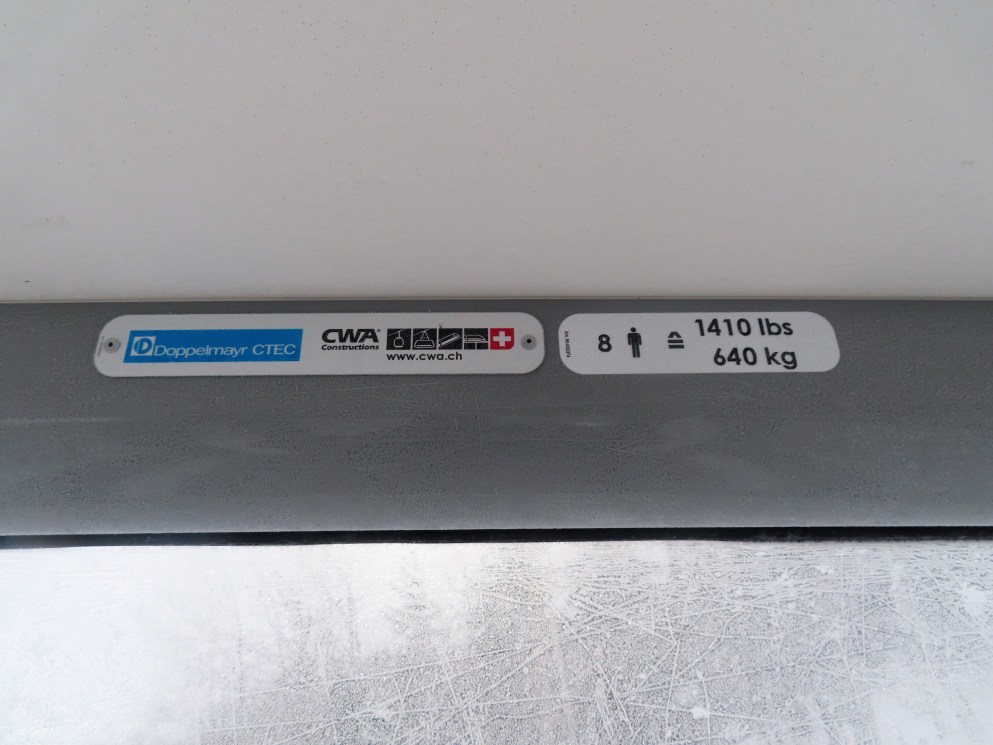 Doppelmayr CTEC
CWA®
Constructions
www.cwa.ch
8 ≙ 1410 lbs
640 kg